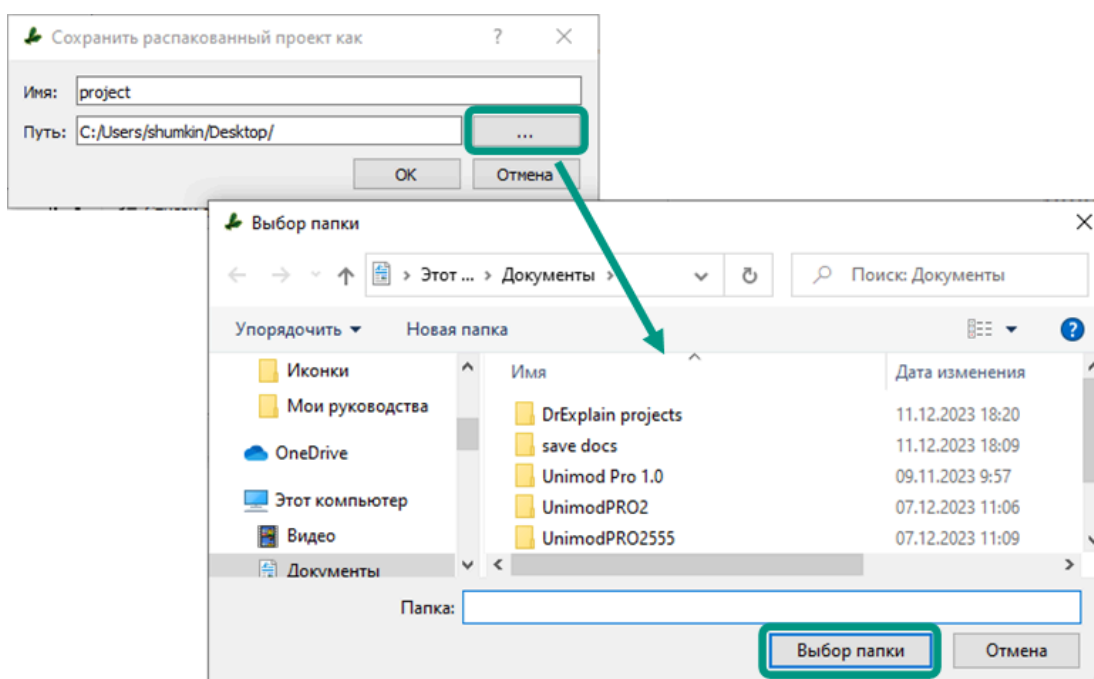 Сохранить распакованный проект как ?
Имя: project
Путь: C:/Users/shumkin/Desktop/ ...
OK Отмена
Выбор папки
Этот ... Документы Поиск: Документы
Упорядочить Новая папка ?
Иконки
Мои руководства
OneDrive
Этот компьютер
Видео
Документы
Имя Дата изменения
DrExplain projects 11.12.2023 18:20
save docs 11.12.2023 18:09
Unimod Pro 1.0 09.11.2023 9:57
UnimodPRO2 07.12.2023 11:06
UnimodPRO2555 07.12.2023 11:09
Папка:
Выбор папки Отмена